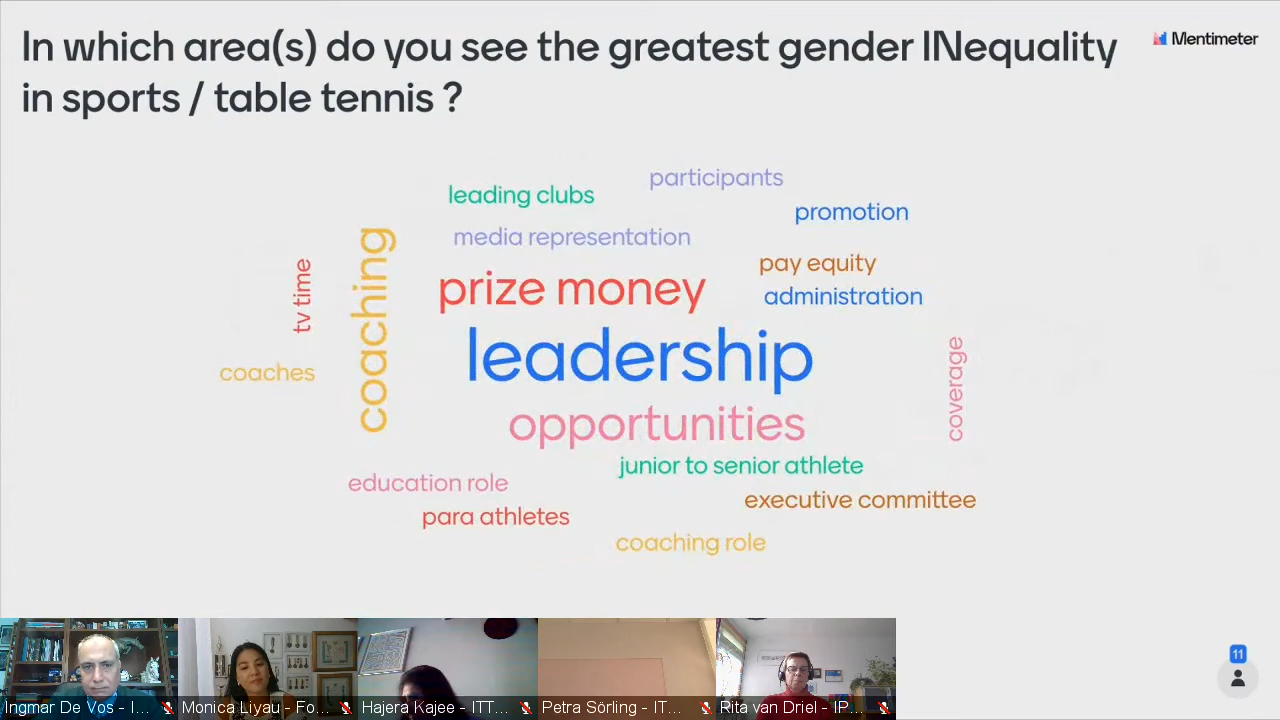 In which area(s) do you see the greatest gender INequality
in sports / table tennis ?
Mentimeter
participants
leading clubs
promotion
media representation
pay equity
tv time
coaching
prize money
administration
leadership
coaches
coverage
opportunities
junior to senior athlete
education role
executive committee
para athletes
coaching role
11
Ingmar De Vos - I...
Monica Liyau - Fo...
Hajera Kajee - ITT...
Petra Sörling - IT...
Rita van Driel - IP...